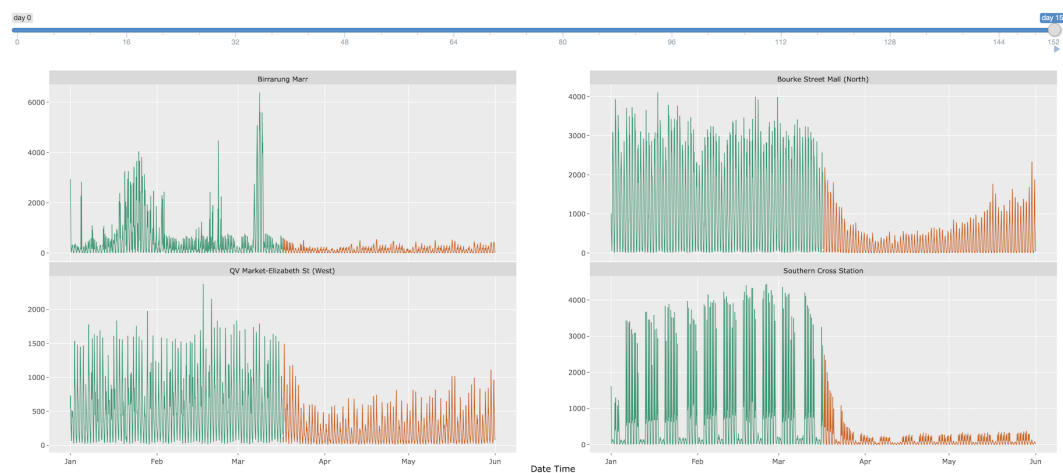 day 0
day 15
0 16 32 48 64 80 96 112 128 144 152
Birrarung Marr
6000
4000
2000
0
Bourke Street Mall (North)
4000
3000
2000
1000
0
QV Market-Elizabeth St (West)
2000
1500
1000
500
0
Jan Feb Mar Apr May Jun
Southern Cross Station
4000
3000
2000
1000
0
Jan Feb Mar Apr May Jun
Date Time